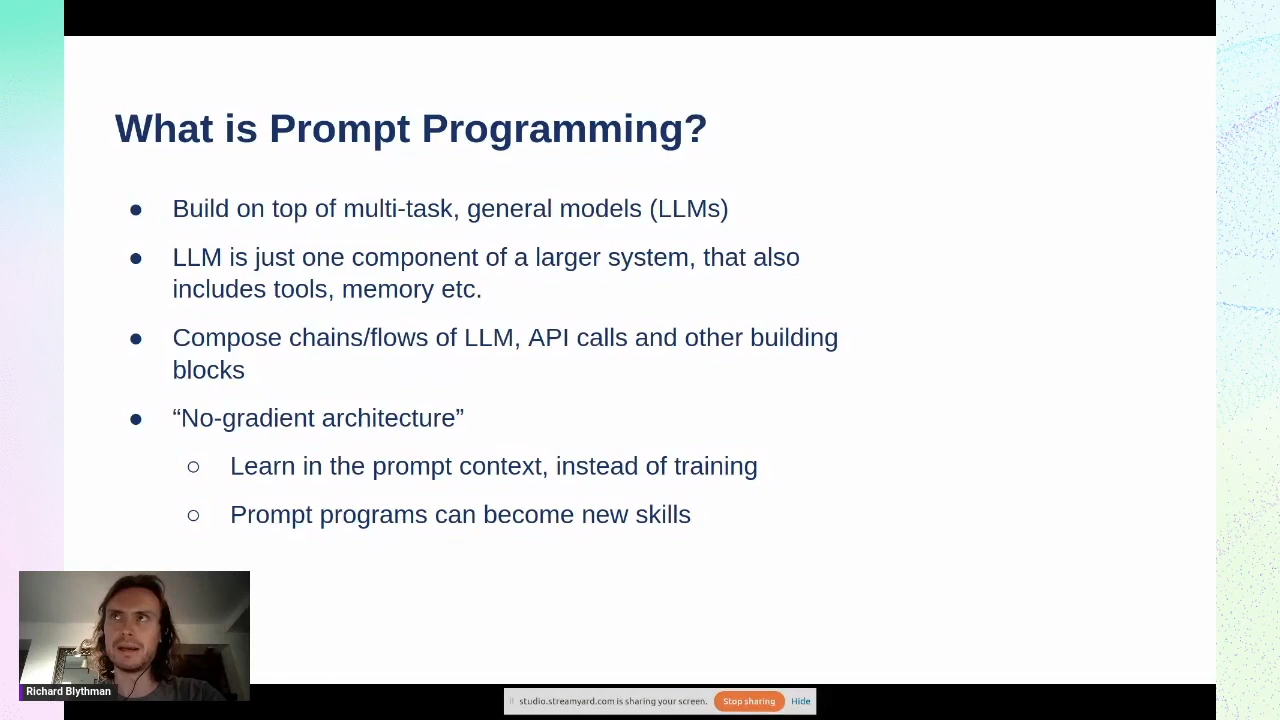 What is Prompt Programming?
● Build on top of multi-task, general models (LLMs)
● LLM is just one component of a larger system, that also
includes tools, memory etc.
● Compose chains/flows of LLM, API calls and other building
blocks
● “No-gradient architecture”
○ Learn in the prompt context, instead of training
○ Prompt programs can become new skills
Richard Blythman
studio.streamyard.com is sharing your screen. Stop sharing Hide